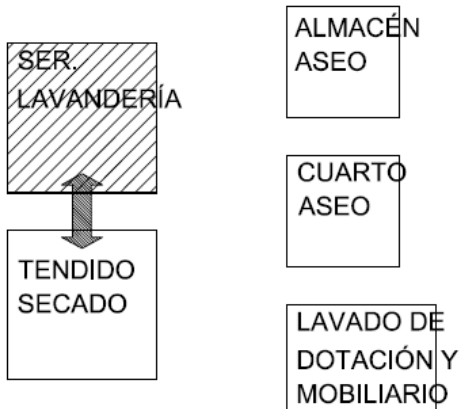 SER.
LAVANDERÍA
TENDIDO
SECADO
ALMACÉN
ASEO
CUARTO
ASEO
LAVADO DE
DOTACIÓN Y
MOBILIARIO